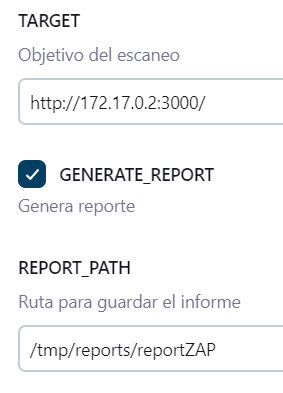 TARGET
Objetivo del escaneo
http://172.17.0.2:3000/
GENERATE_REPORT
Genera reporte
REPORT_PATH
Ruta para guardar el informe
/tmp/reports/reportZAP